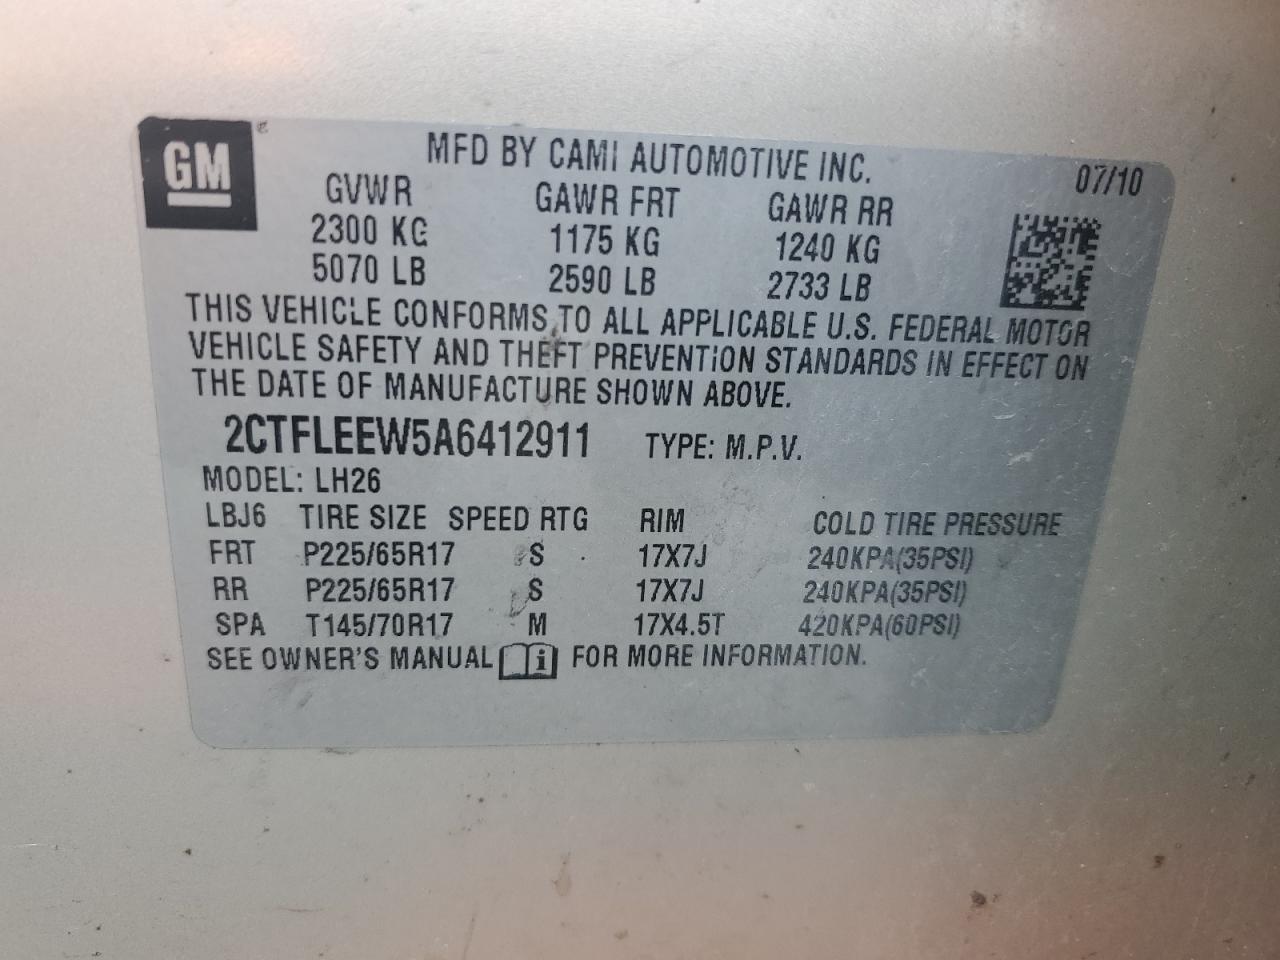 GM
MFD BY CAMI AUTOMOTIVE INC. 07/10
GVWR GAWR FRT GAWR RR
2300 KG 1175 KG 1240 KG
5070 LB 2590 LB 2733 LB
THIS VEHICLE CONFORMS TO ALL APPLICABLE U.S. FEDERAL MOTOR
VEHICLE SAFETY AND THEFT PREVENTION STANDARDS IN EFFECT ON
THE DATE OF MANUFACTURE SHOWN ABOVE.
2CTFLEEW5A6412911 TYPE: M.P.V.
MODEL: LH26
LBJ6 TIRE SIZE SPEED RTG RIM COLD TIRE PRESSURE
FRT P225/65R17 S 17X7J 240KPA(35PSI)
RR P225/65R17 S 17X7J 240KPA(35PSI)
SPA T145/70R17 M 17X4.5T 420KPA(60PSI)
SEE OWNER'S MANUAL i FOR MORE INFORMATION.